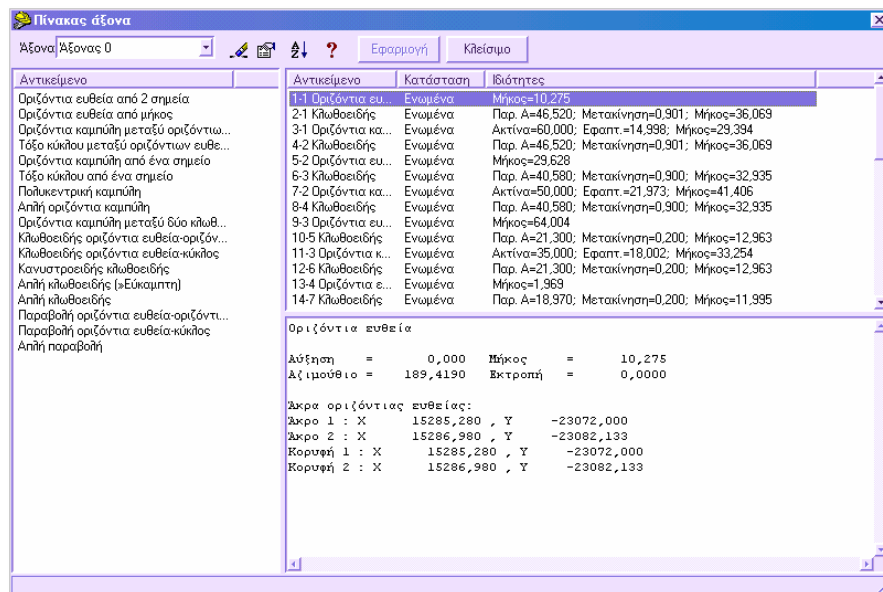 Πίνακας άξονα
Άξονα Άξονας 0 Εφαρμογή Κλείσιμο
Αντικείμενο
Οριζόντια ευθεία από 2 σημεία
Οριζόντια ευθεία από μήκος
Οριζόντια καμπύλη μεταξύ οριζόντιω...
Τόξο κύκλου μεταξύ οριζόντιων ευθε...
Οριζόντια καμπύλη από ένα σημείο
Τόξο κύκλου από ένα σημείο
Πολυκεντρική καμπύλη
Απλή οριζόντια καμπύλη
Οριζόντια καμπύλη μεταξύ δύο κλωθ...
Κλωθοειδής οριζόντια ευθεία-οριζόν...
Κλωθοειδής οριζόντια ευθεία-κύκλος
Κανυστροειδής κλωθοειδής
Απλή κλωθοειδής (»Εύκαμπτη)
Απλή κλωθοειδής
Παραβολή οριζόντια ευθεία-οριζόντι...
Παραβολή οριζόντια ευθεία-κύκλος
Απλή παραβολή
Αντικείμενο Κατάσταση Ιδιότητες
1-1 Οριζόντια ευ... Ενωμένα Μήκος=10,275
2-1 Κλωθοειδής Ενωμένα Παρ. Α=46,520; Μετακίνηση=0,901; Μήκος=36,069
3-1 Οριζόντια κα... Ενωμένα Ακτίνα=60,000; Εφαπτ.=14,998; Μήκος=29,394
4-2 Κλωθοειδής Ενωμένα Παρ. Α=46,520; Μετακίνηση=0,901; Μήκος=36,069
5-2 Οριζόντια ευ... Ενωμένα Μήκος=29,628
6-3 Κλωθοειδής Ενωμένα Παρ. Α=40,580; Μετακίνηση=0,900; Μήκος=32,935
7-2 Οριζόντια κα... Ενωμένα Ακτίνα=50,000; Εφαπτ.=21,973; Μήκος=41,406
8-4 Κλωθοειδής Ενωμένα Παρ. Α=40,580; Μετακίνηση=0,900; Μήκος=32,935
9-3 Οριζόντια ευ... Ενωμένα Μήκος=64,004
10-5 Κλωθοειδής Ενωμένα Παρ. Α=21,300; Μετακίνηση=0,200; Μήκος=12,963
11-3 Οριζόντια κ... Ενωμένα Ακτίνα=35,000; Εφαπτ.=18,002; Μήκος=33,254
12-6 Κλωθοειδής Ενωμένα Παρ. Α=21,300; Μετακίνηση=0,200; Μήκος=12,963
13-4 Οριζόντια ε... Ενωμένα Μήκος=1,969
14-7 Κλωθοειδής Ενωμένα Παρ. Α=18,970; Μετακίνηση=0,200; Μήκος=11,995
Οριζόντια ευθεία
Αύξηση = 0,000 Μήκος = 10,275
Αζιμούθιο = 189,4190 Εκτροπή = 0,0000
Άκρα οριζόντιας ευθείας:
Άκρο 1 : X 15285,280 , Y -23072,000
Άκρο 2 : X 15286,980 , Y -23082,133
Κορυφή 1 : X 15285,280 , Y -23072,000
Κορυφή 2 : X 15286,980 , Y -23082,133